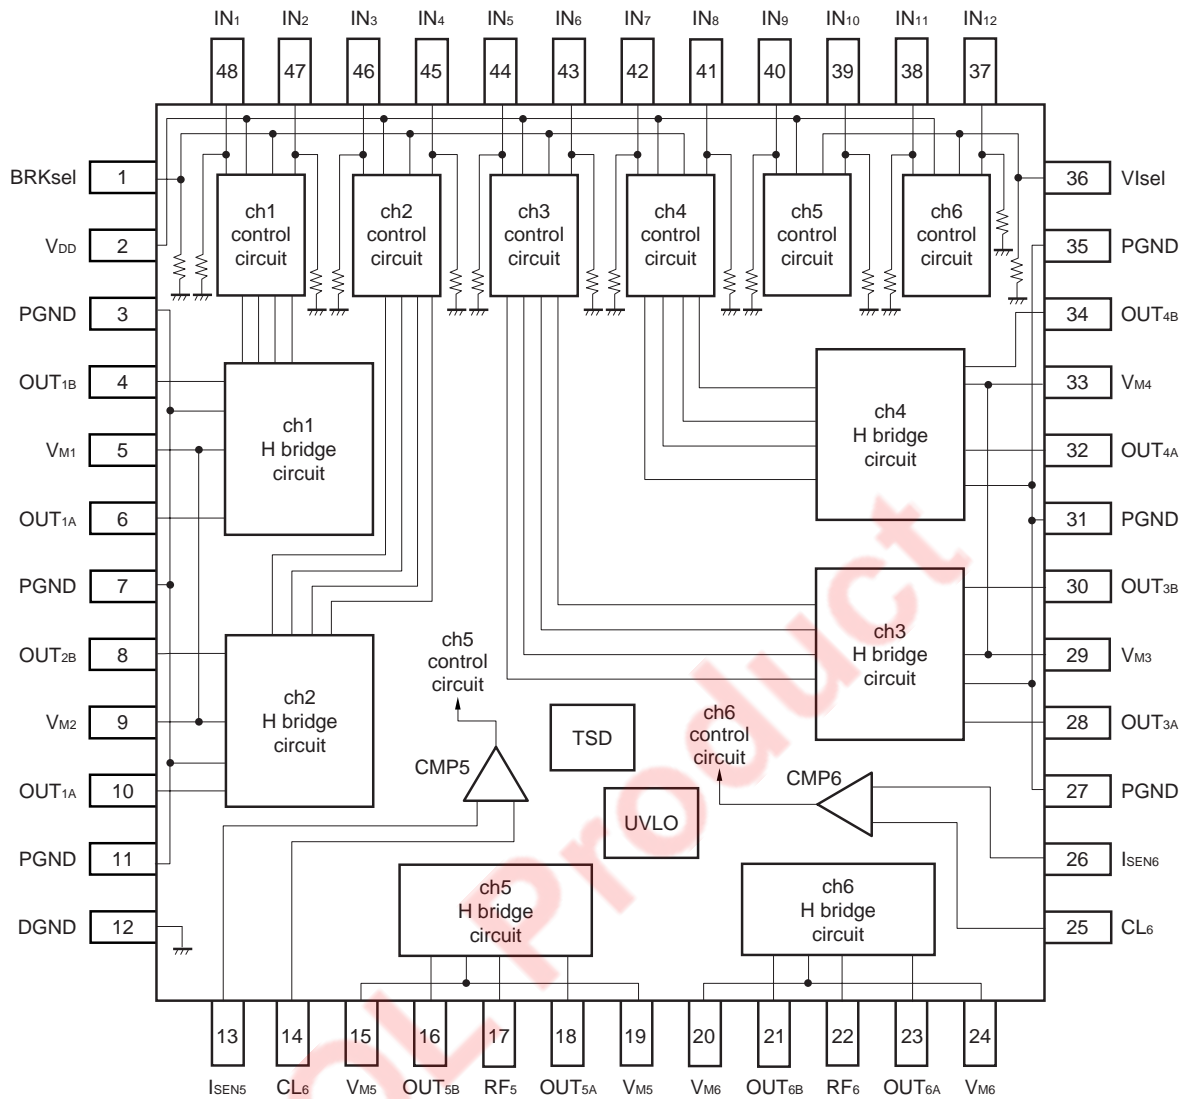 IN1 IN2 IN3 IN4 IN5 IN6 IN7 IN8 IN9 IN10 IN11 IN12
48 47 46 45 44 43 42 41 40 39 38 37
BRKsel 1
VDD 2
PGND 3
OUT1B 4
VM1 5
OUT1A 6
PGND 7
OUT2B 8
VM2 9
OUT1A 10
PGND 11
DGND 12
ch1
control
circuit
ch2
control
circuit
ch3
control
circuit
ch4
control
circuit
ch5
control
circuit
ch6
control
circuit
36 VIsel
35 PGND
34 OUT4B
33 VM4
32 OUT4A
31 PGND
30 OUT3B
29 VM3
28 OUT3A
27 PGND
26 ISEN6
25 CL6
ch1
H bridge
circuit
ch4
H bridge
circuit
ch2
H bridge
circuit
ch3
H bridge
circuit
ch5
control
circuit
CMP5
TSD
UVLO
ch6
control
circuit
CMP6
ch5
H bridge
circuit
ch6
H bridge
circuit
13 14 15 16 17 18 19 20 21 22 23 24
ISEN5 CL6 VM5 OUT5B RF5 OUT5A VM5 VM6 OUT6B RF6 OUT6A VM6
OL Product